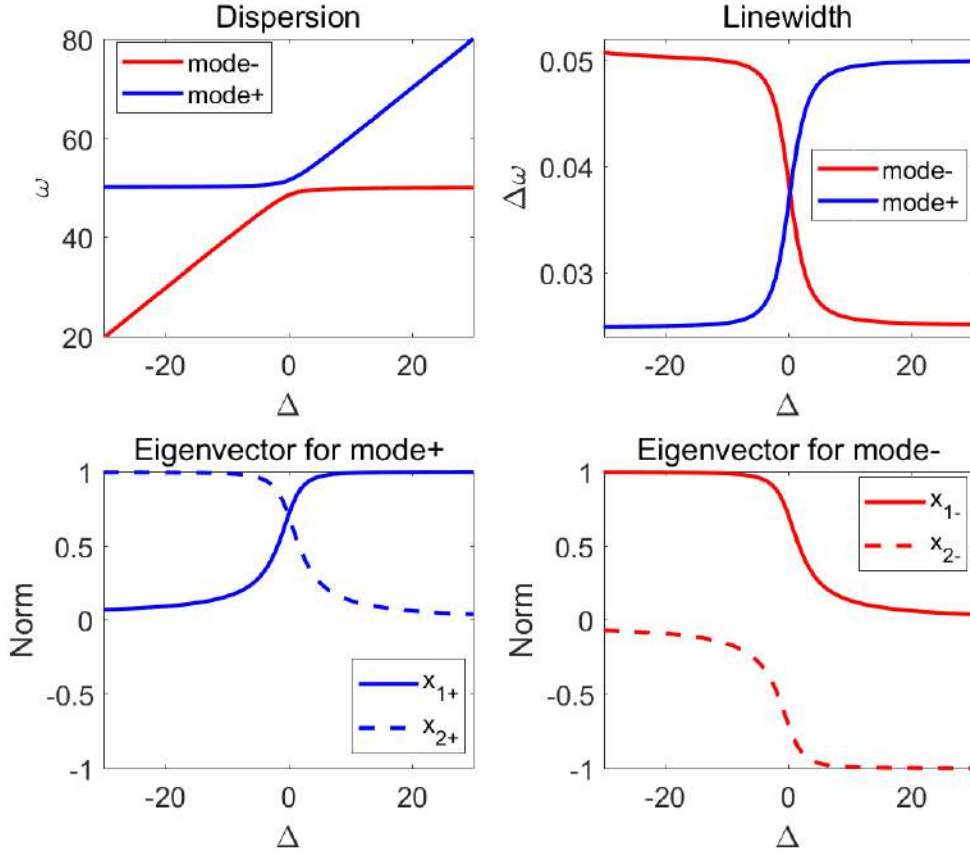 Dispersion
80
60
40
20
ω
mode-
mode+
-20 0 20
Δ
Linewidth
0.05
0.04
0.03
Δω
mode-
mode+
-20 0 20
Δ
Eigenvector for mode+
1
0.5
0
-0.5
-1
Norm
x1+
x2+
-20 0 20
Δ
Eigenvector for mode-
1
0.5
0
-0.5
-1
Norm
x1-
x2-
-20 0 20
Δ